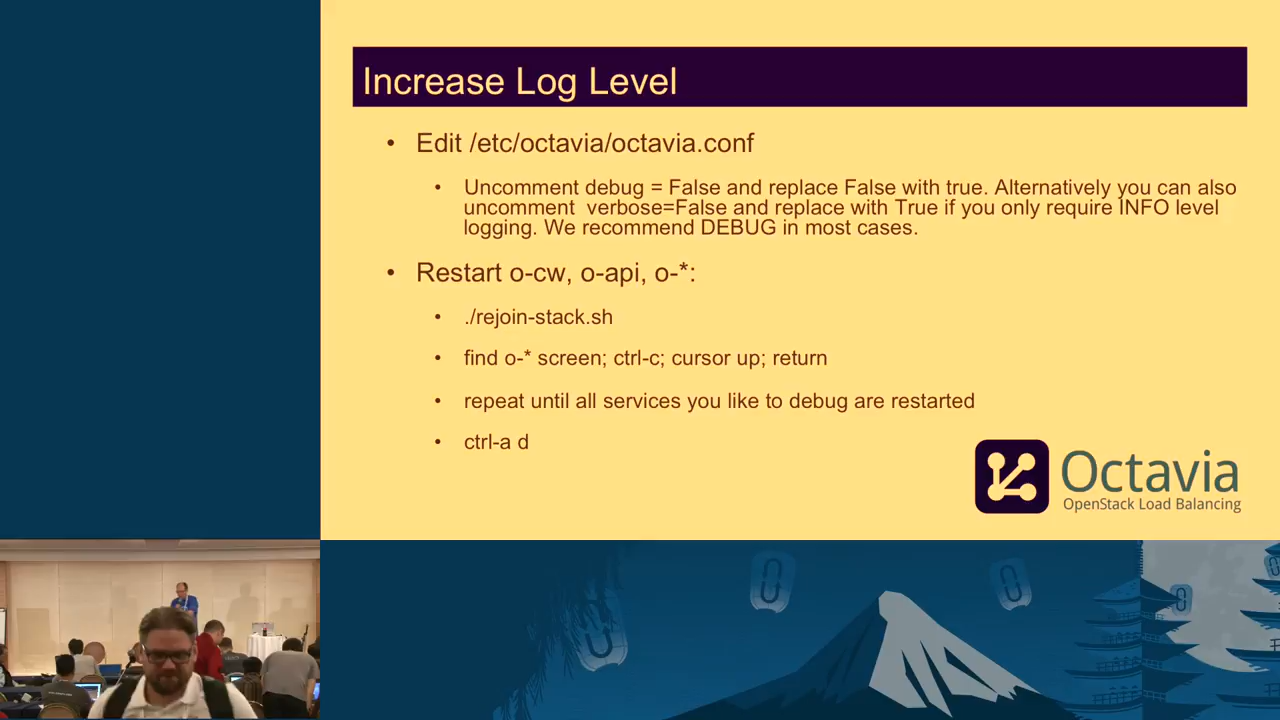 Increase Log Level
• Edit /etc/octavia/octavia.conf
• Uncomment debug = False and replace False with true. Alternatively you can also
uncomment  verbose=False and replace with True if you only require INFO level
logging. We recommend DEBUG in most cases.
• Restart o-cw, o-api, o-*:
• ./rejoin-stack.sh
• find o-* screen; ctrl-c; cursor up; return
• repeat until all services you like to debug are restarted
• ctrl-a d
Octavia
OpenStack Load Balancing